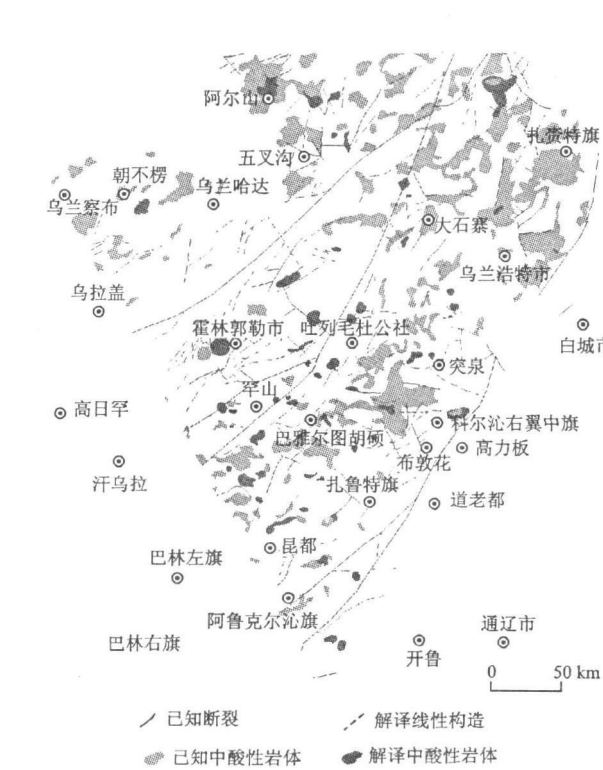 阿尔山
扎赉特旗
五叉沟
朝不楞
乌兰哈达
乌兰察布
大石寨
乌兰浩特市
乌拉盖
霍林郭勒市
吐列毛杜公社
白城市
突泉
罕山
高日罕
科尔沁右翼中旗
巴雅尔图胡硕
高力板
布敦花
汗乌拉
扎鲁特旗
道老都
昆都
巴林左旗
阿鲁克尔沁旗
通辽市
巴林右旗
开鲁
0 50 km
已知断裂
解译线性构造
已知中酸性岩体
解译中酸性岩体